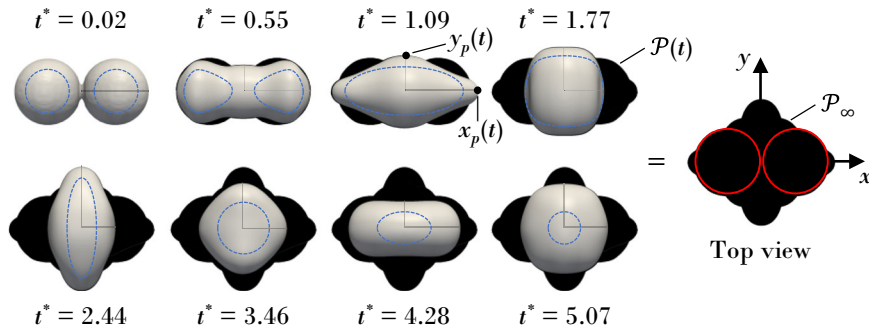 t* = 0.02
t* = 0.55
t* = 1.09
t* = 1.77
y_p(t)
𝒫(t)
x_p(t)
y
𝒫_∞
=
x
Top view
t* = 2.44
t* = 3.46
t* = 4.28
t* = 5.07